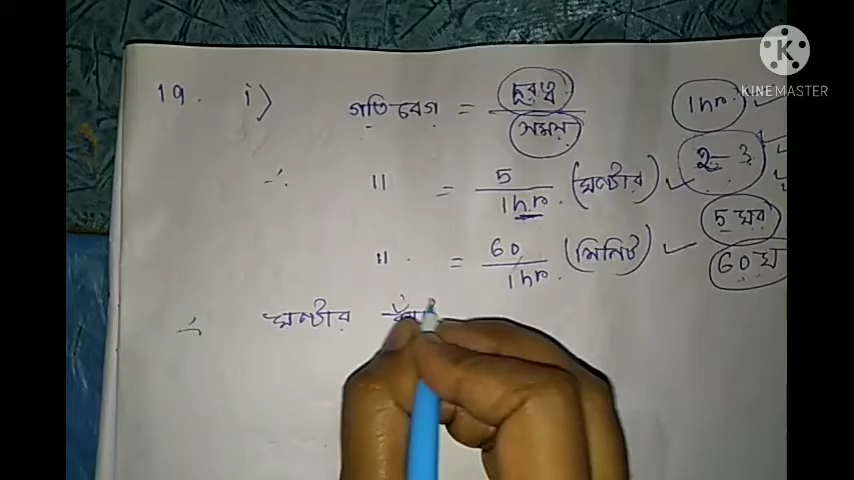 19. i) গতিবেগ = দূরত্ব / সময়
1hr.
2 – 3
∴ " = 5 / 1hr. (ঘন্টার)
5 ঘর
" = 60 / 1hr. (মিনিট)
60 ঘ
∴ ঘন্টার
KINEMASTER